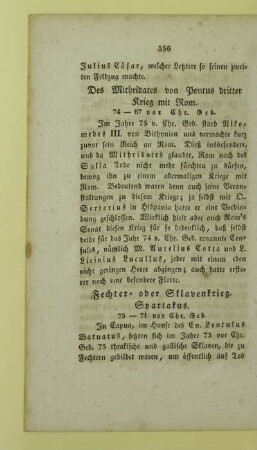 356
Julius Cäsar, welcher Letztere so seinen zwei-
ten Feldzug machte.
Des Mithridates von Pontus dritter
Krieg mit Rom.
74 — 67 vor Chr. Geb.
Im Jahre 75 v. Chr. Geb. starb Niko-
medes III. von Bithynien und vermachte kurz
zuvor sein Reich an Rom. Dieß insbesondere,
und da Mithridates glaubte, Rom nach des
Sulla Tode nicht mehr fürchten zu dürfen,
bewog ihn zu einem abermaligen Kriege mit
Rom. Bedeutend waren denn auch seine Veran-
staltungen zu diesem Kriege; ja selbst mit Q.
Sertorius in Hispania hatte er eine Verbin-
dung geschlossen. Wirklich hielt aber auch Rom's
Senat diesen Krieg für so bedenklich, daß selbst
beide für das Jahr 74 v. Chr. Geb. ernannte Con-
suln, nämlich M. Aurelius Cotta und L.
Licinius Lucullus, jeder mit einem eben
nicht geringen Heere abgingen; auch hatte erste-
rer noch eine besondere Flotte.
Fechter- oder Sklavenkrieg.
Spartakus.
73 — 71 vor Chr. Geb.
In Capua, im Hause des Cn. Lentulus
Batuatus, setzten sich im Jahre 73 vor Chr.
Geb. 75 thrakische und gallische Sklaven, die zu
Fechtern gebildet waren, um öffentlich auf Tod